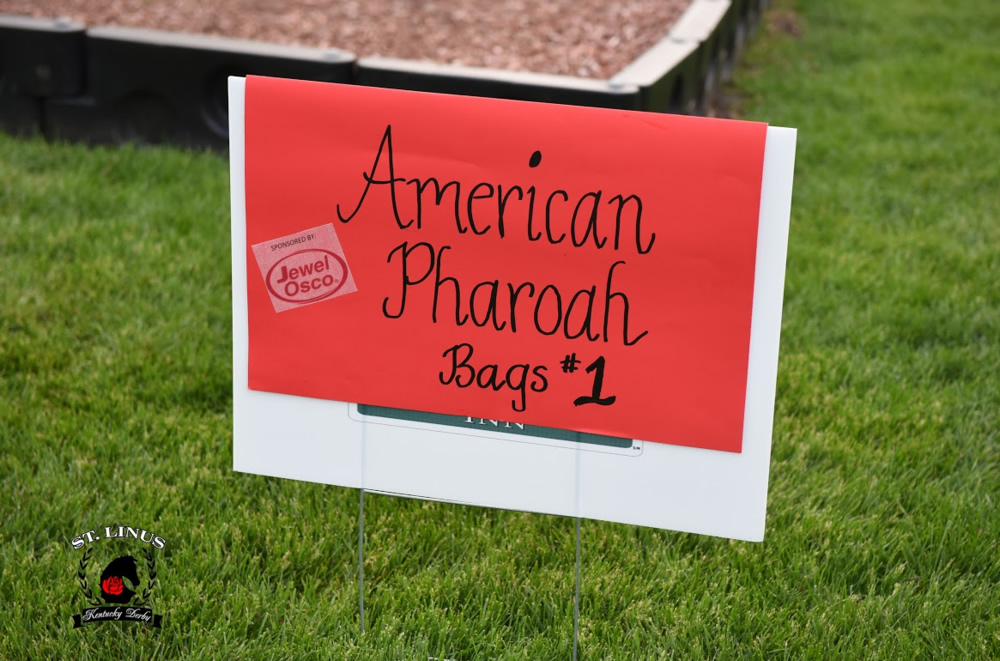 American
Pharoah
Bags #1
SPONSORED BY:
Jewel
Osco
INN
ST. LINUS
Kentucky Derby